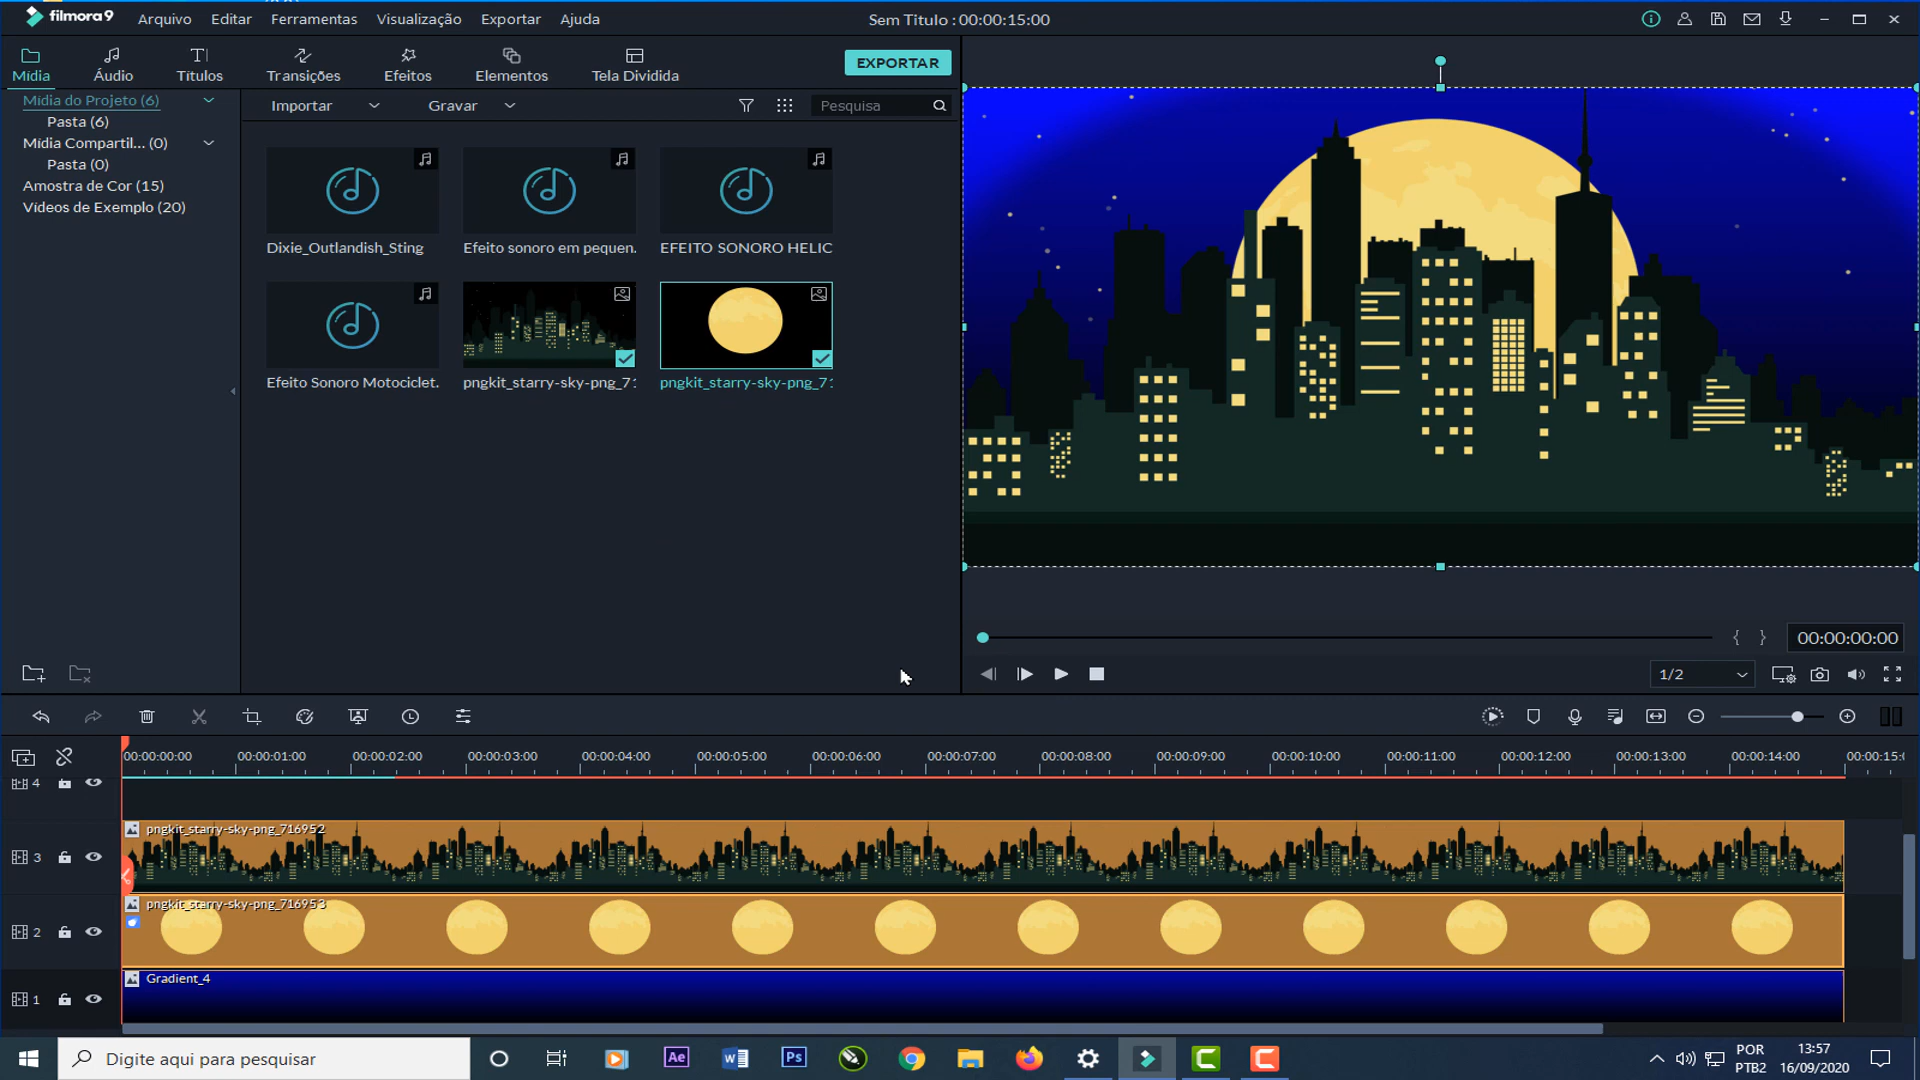 filmora9 Arquivo Editar Ferramentas Visualização Exportar Ajuda Sem Titulo : 00:00:15:00
Mídia Áudio Títulos Transições Efeitos Elementos Tela Dividida EXPORTAR
Mídia do Projeto (6)
Pasta (6)
Mídia Compartil... (0)
Pasta (0)
Amostra de Cor (15)
Vídeos de Exemplo (20)
Importar Gravar Pesquisa
Dixie_Outlandish_Sting Efeito sonoro em pequen. EFEITO SONORO HELIC
Efeito Sonoro Motociclet. pngkit_starry-sky-png_71 pngkit_starry-sky-png_71
{ } 00:00:00:00
1/2
00:00:00:00 00:00:01:00 00:00:02:00 00:00:03:00 00:00:04:00 00:00:05:00 00:00:06:00 00:00:07:00 00:00:08:00 00:00:09:00 00:00:10:00 00:00:11:00 00:00:12:00 00:00:13:00 00:00:14:00 00:00:15:0
4
pngkit_starry-sky-png_716952
3
pngkit_starry-sky-png_716953
2
Gradient_4
1
Digite aqui para pesquisar Ae W Ps POR 13:57
PTB2 16/09/2020